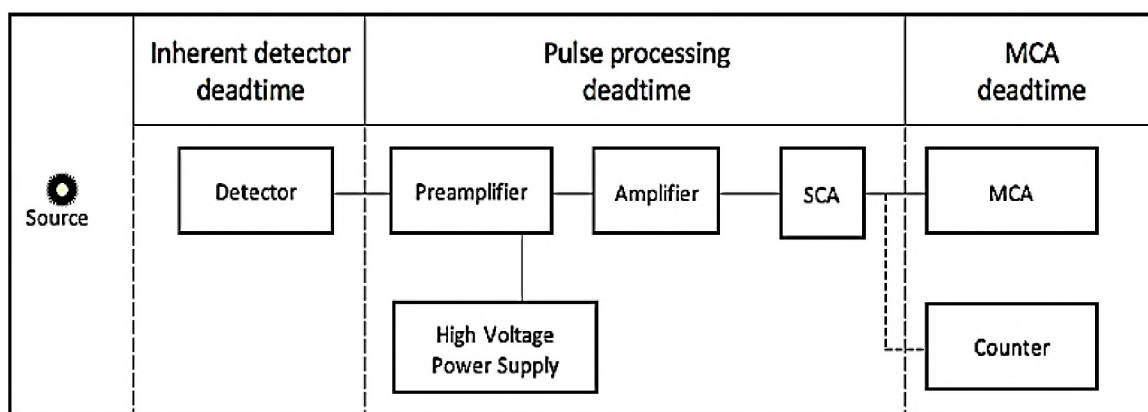 Inherent detector
deadtime
Pulse processing
deadtime
MCA
deadtime
Source
Detector
Preamplifier
Amplifier
SCA
MCA
High Voltage
Power Supply
Counter